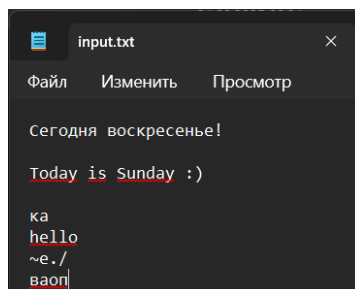 input.txt
Файл Изменить Просмотр
Сегодня воскресенье!
Today is Sunday :)
ка
hello
~е./
ваоп